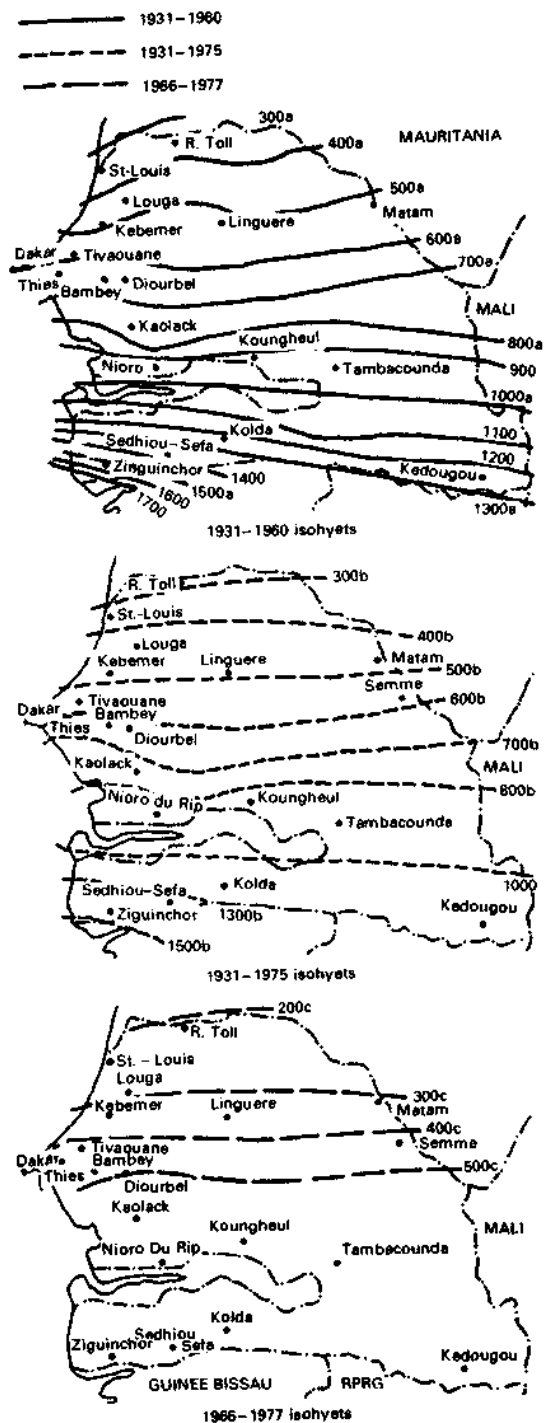 1931–1960
1931–1975
1966–1977
300a
R. Toll
400a
MAURITANIA
St-Louis
500a
Louga
Kebemer
Linguere
Matam
Dakar
Tivaouane
600a
700a
Thies
Bambey
Diourbel
MALI
Kaolack
800a
Koungheul
900
Nioro
Tambacounda
1000a
1100
Kolda
Sedhiou–Sefa
1200
Zinguinchor
1400
Kedougou
1500a
1600
1700
1300a
1931–1960 isohyets
R. Toll
300b
St.-Louis
400b
Louga
Kebemer
Linguere
Matam
500b
Semme
Tivaouane
600b
Dakar
Thies
Bambey
Diourbel
700b
Kaolack
MALI
800b
Nioro du Rip
Koungheul
Tambacounda
Sedhiou–Sefa
Kolda
1000
Ziguinchor
1300b
Kedougou
1500b
1931–1975 isohyets
200c
R. Toll
St. – Louis
Louga
300c
Kebemer
Linguere
Matam
400c
Semme
Dakar
Tivaouane
Thies
Bambey
500c
Diourbel
Kaolack
Koungheul
MALI
Nioro Du Rip
Tambacounda
Kolda
Sedhiou
Ziguinchor
Sefa
Kedougou
GUINEE BISSAU
RPRG
1966–1977 isohyets